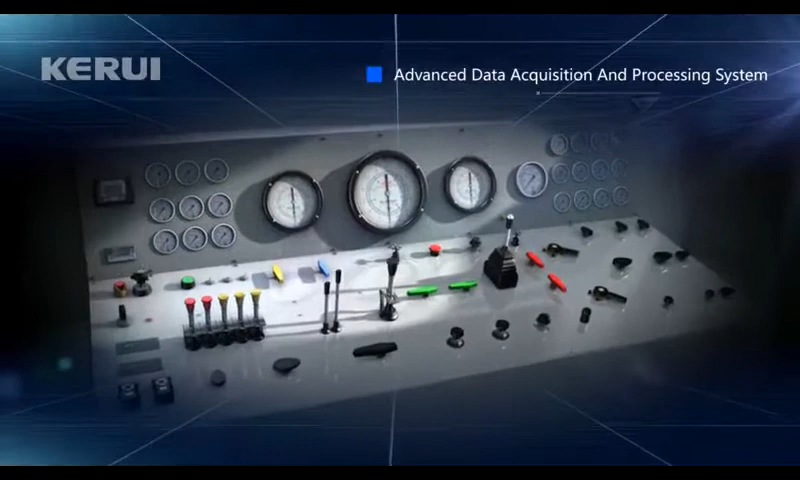 KERUI
Advanced Data Acquisition And Processing System